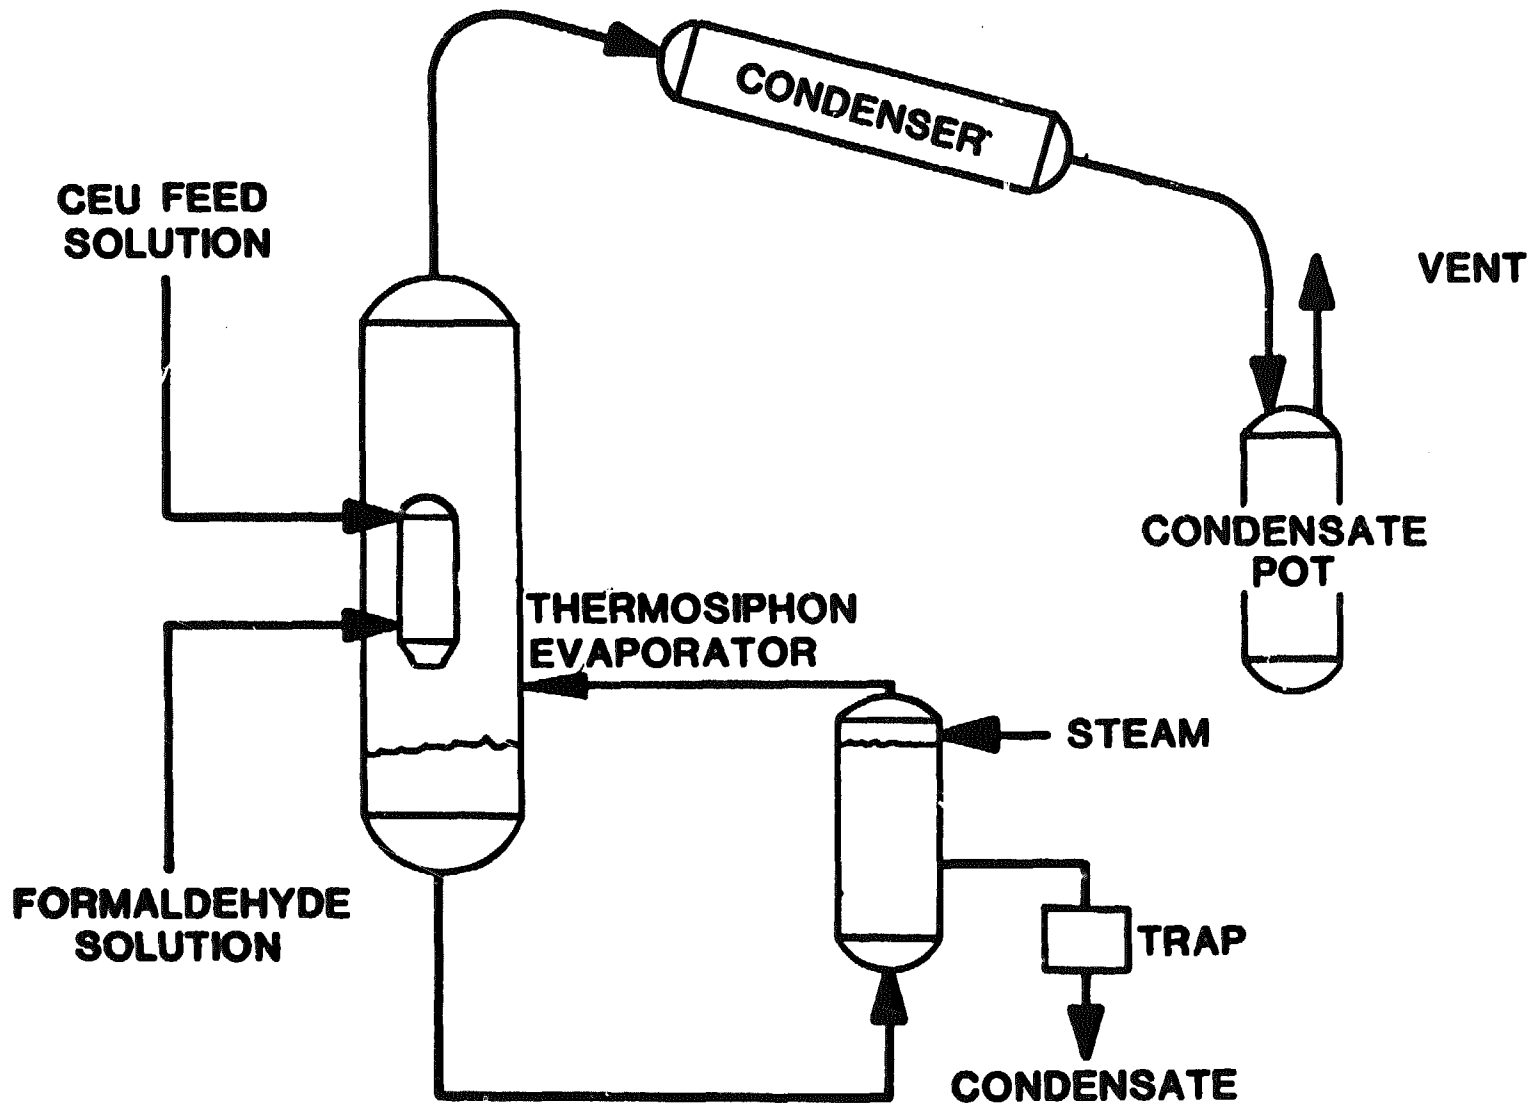 CONDENSER
CEU FEED
SOLUTION
VENT
CONDENSATE
POT
THERMOSIPHON
EVAPORATOR
STEAM
FORMALDEHYDE
SOLUTION
TRAP
CONDENSATE